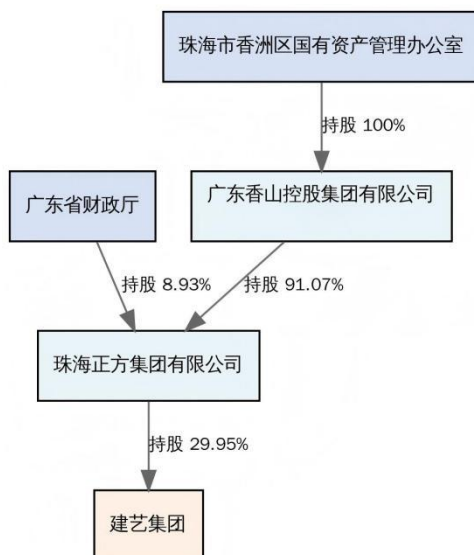 珠海市香洲区国有资产管理办公室
持股 100%
广东省财政厅
广东香山控股集团有限公司
持股 8.93%
持股 91.07%
珠海正方集团有限公司
持股 29.95%
建艺集团